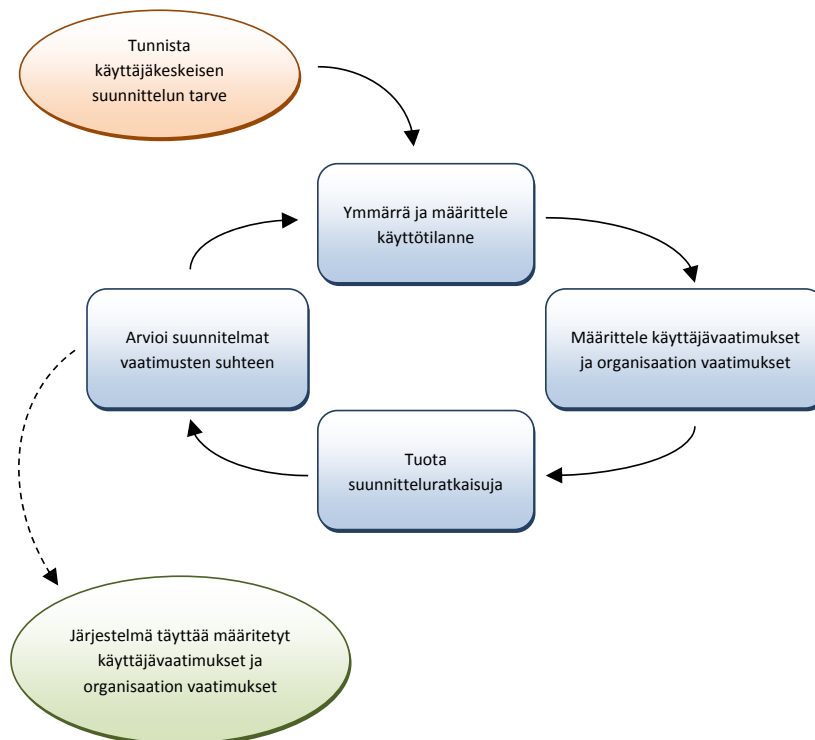 Tunnista
käyttäjäkeskeisen
suunnittelun tarve
Ymmärrä ja määrittele
käyttötilanne
Määrittele käyttäjävaatimukset
ja organisaation vaatimukset
Tuota
suunnitteluratkaisuja
Arvioi suunnitelmat
vaatimusten suhteen
Järjestelmä täyttää määritetyt
käyttäjävaatimukset ja
organisaation vaatimukset